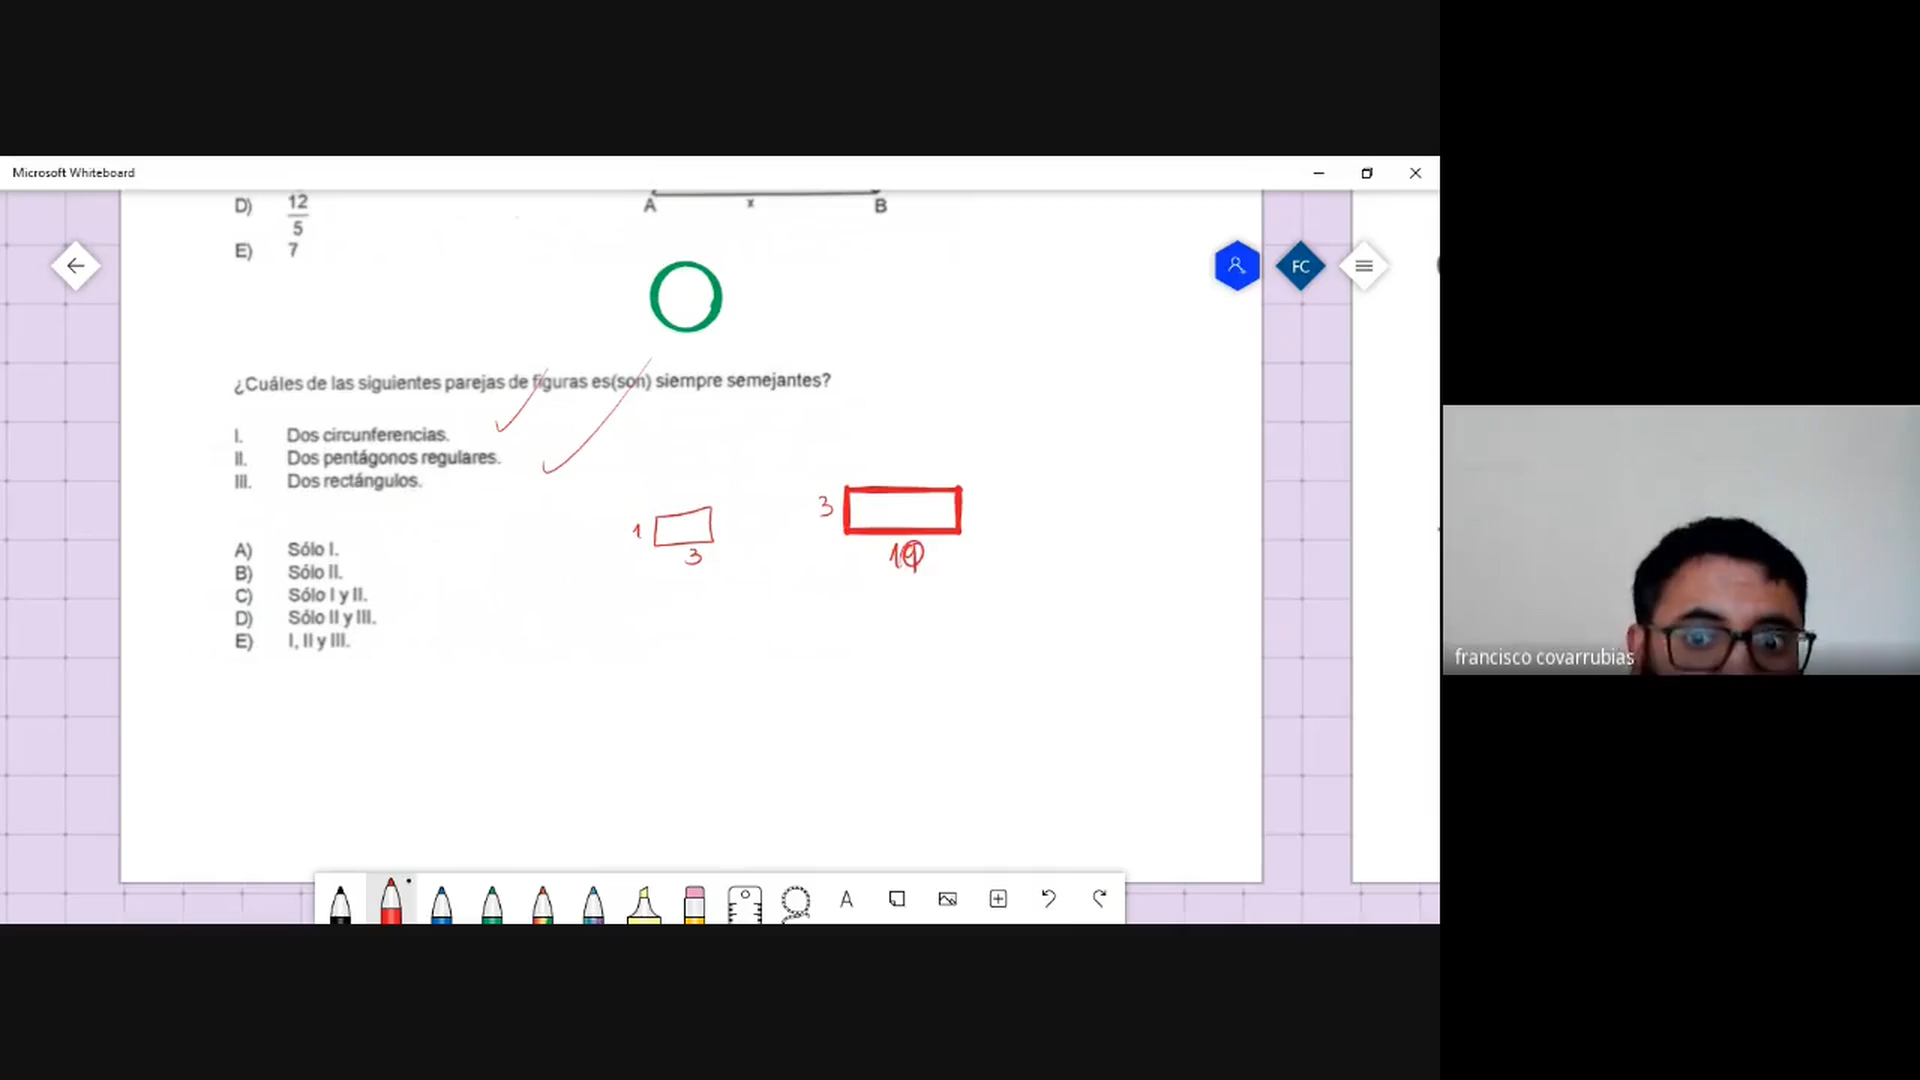 Microsoft Whiteboard
D) 12
5
E) 7
A x B
FC
¿Cuáles de las siguientes parejas de figuras es(son) siempre semejantes?
I. Dos circunferencias.
II. Dos pentágonos regulares.
III. Dos rectángulos.
1
3
3
A) Sólo I.
B) Sólo II.
C) Sólo I y II.
D) Sólo II y III.
E) I, II y III.
francisco covarrubias
A